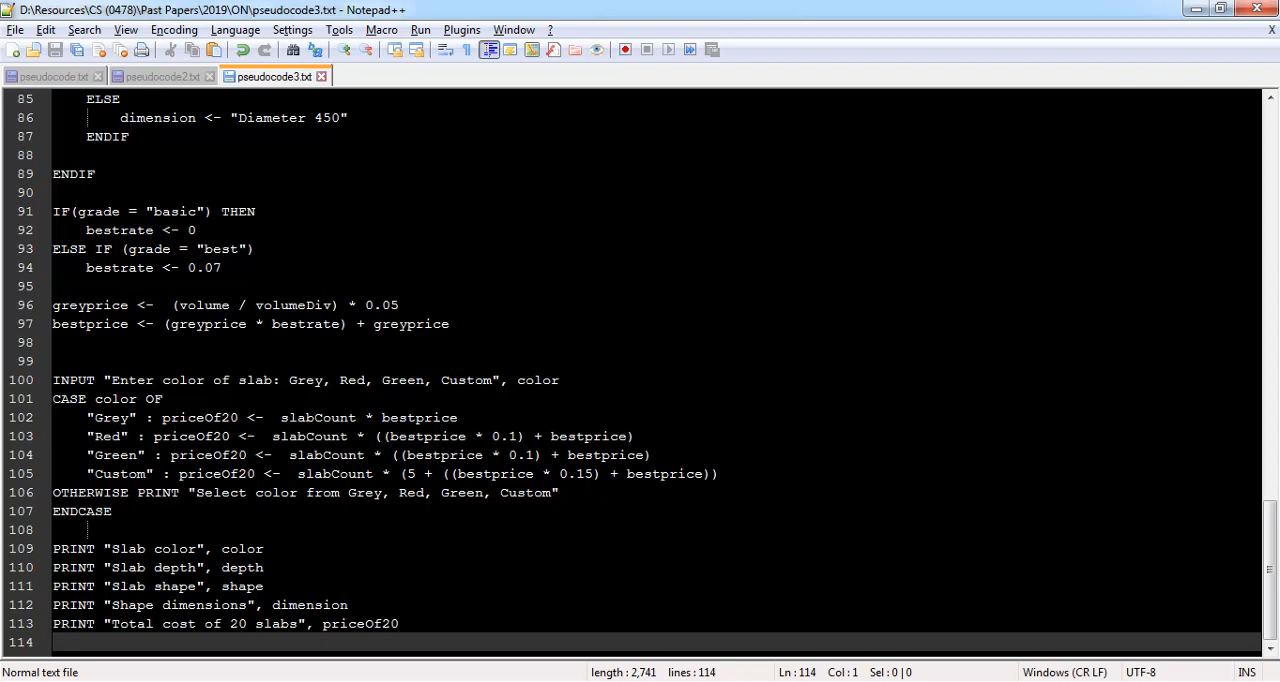 D:\Resources\CS (0478)\Past Papers\2019\ON\pseudocode3.txt - Notepad++
File Edit Search View Encoding Language Settings Tools Macro Run Plugins Window ? X
pseudocode.txt pseudocode2.txt pseudocode3.txt
85 ELSE
86 dimension <- "Diameter 450"
87 ENDIF
88
89 ENDIF
90
91 IF(grade = "basic") THEN
92 bestrate <- 0
93 ELSE IF (grade = "best")
94 bestrate <- 0.07
95
96 greyprice <-  (volume / volumeDiv) * 0.05
97 bestprice <- (greyprice * bestrate) + greyprice
98
99
100 INPUT "Enter color of slab: Grey, Red, Green, Custom", color
101 CASE color OF
102 "Grey" : priceOf20 <-  slabCount * bestprice
103 "Red" : priceOf20 <-  slabCount * ((bestprice * 0.1) + bestprice)
104 "Green" : priceOf20 <-  slabCount * ((bestprice * 0.1) + bestprice)
105 "Custom" : priceOf20 <-  slabCount * (5 + ((bestprice * 0.15) + bestprice))
106 OTHERWISE PRINT "Select color from Grey, Red, Green, Custom"
107 ENDCASE
108
109 PRINT "Slab color", color
110 PRINT "Slab depth", depth
111 PRINT "Slab shape", shape
112 PRINT "Shape dimensions", dimension
113 PRINT "Total cost of 20 slabs", priceOf20
114
Normal text file length : 2,741 lines : 114 Ln : 114 Col : 1 Sel : 0 | 0 Windows (CR LF) UTF-8 INS